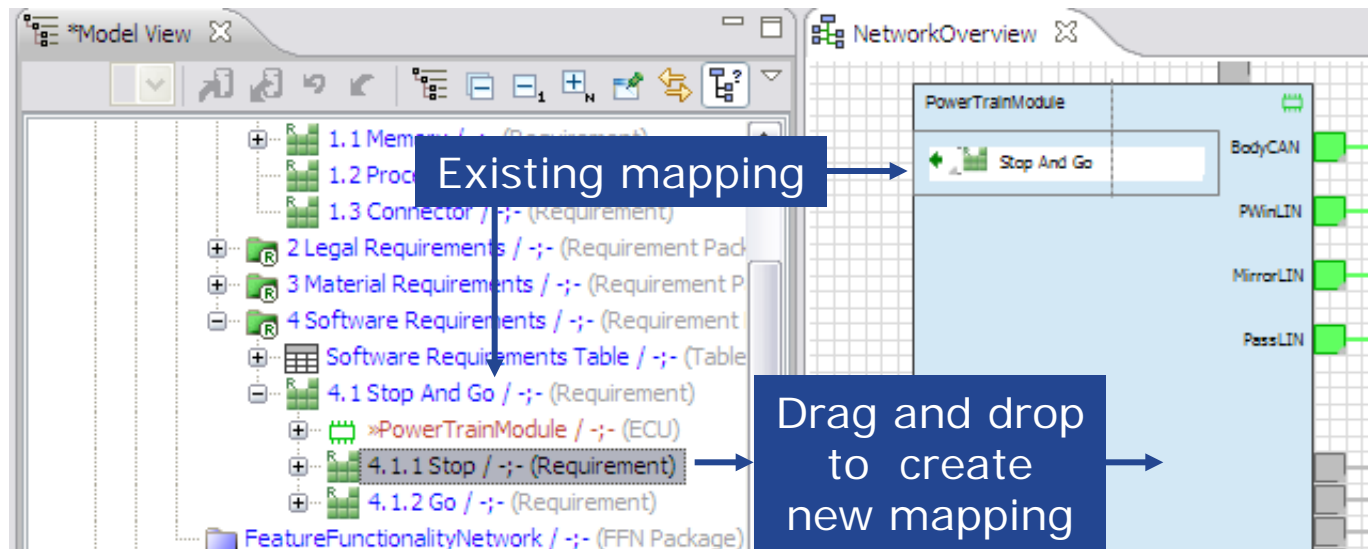 *Model View
NetworkOverview
1
N
?
1.1 Memory / -;- (Requirement)
1.2 Proce
1.3 Connector / -;- (Requirement)
2 Legal Requirements / -;- (Requirement Pack
3 Material Requirements / -;- (Requirement P
4 Software Requirements / -;- (Requirement
Software Requirements Table / -;- (Table
4.1 Stop And Go / -;- (Requirement)
»PowerTrainModule / -;- (ECU)
4.1.1 Stop / -;- (Requirement)
4.1.2 Go / -;- (Requirement)
FeatureFunctionalityNetwork / -;- (FFN Package)
Existing mapping
PowerTrainModule
Stop And Go
BodyCAN
PWinLIN
MirrorLIN
PassLIN
Drag and drop
to create
new mapping